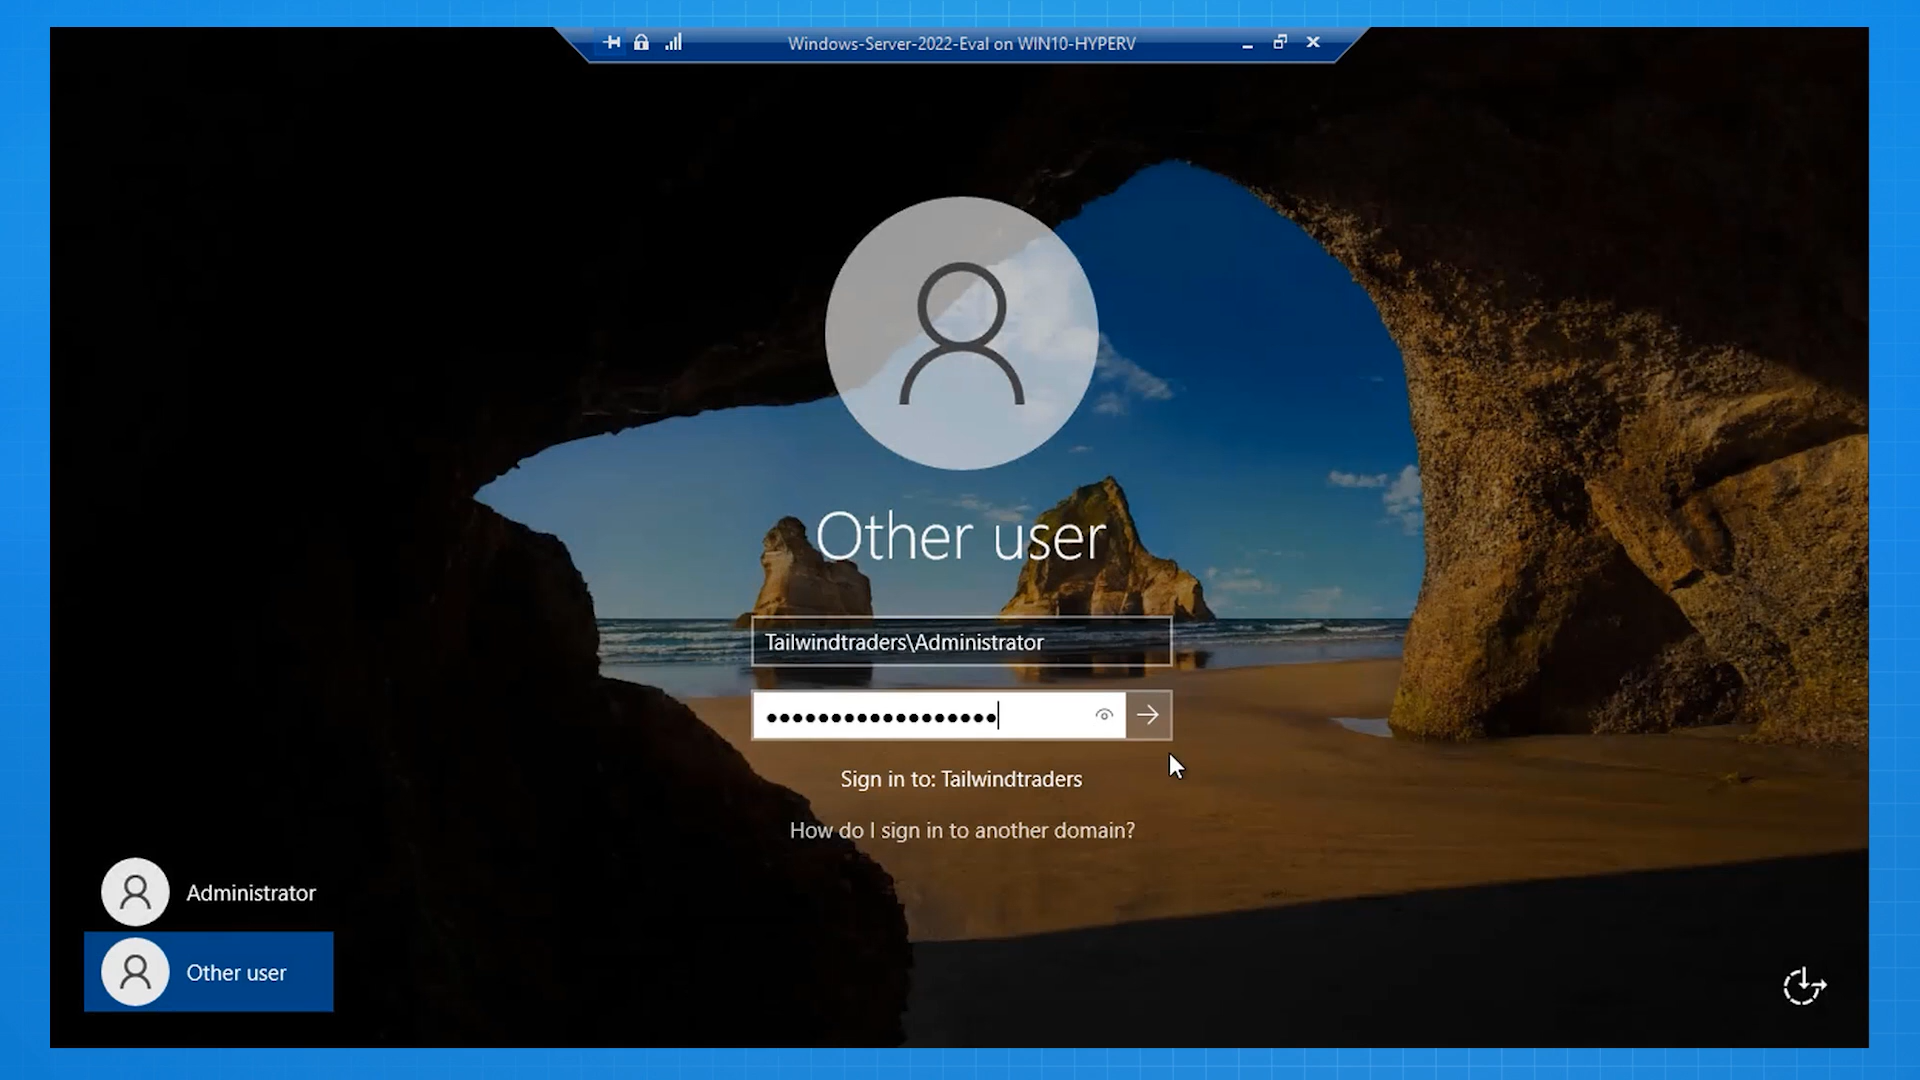 Windows-Server-2022-Eval on WIN10-HYPERV
Other user
Tailwindtraders\Administrator
Sign in to: Tailwindtraders
How do I sign in to another domain?
Administrator
Other user